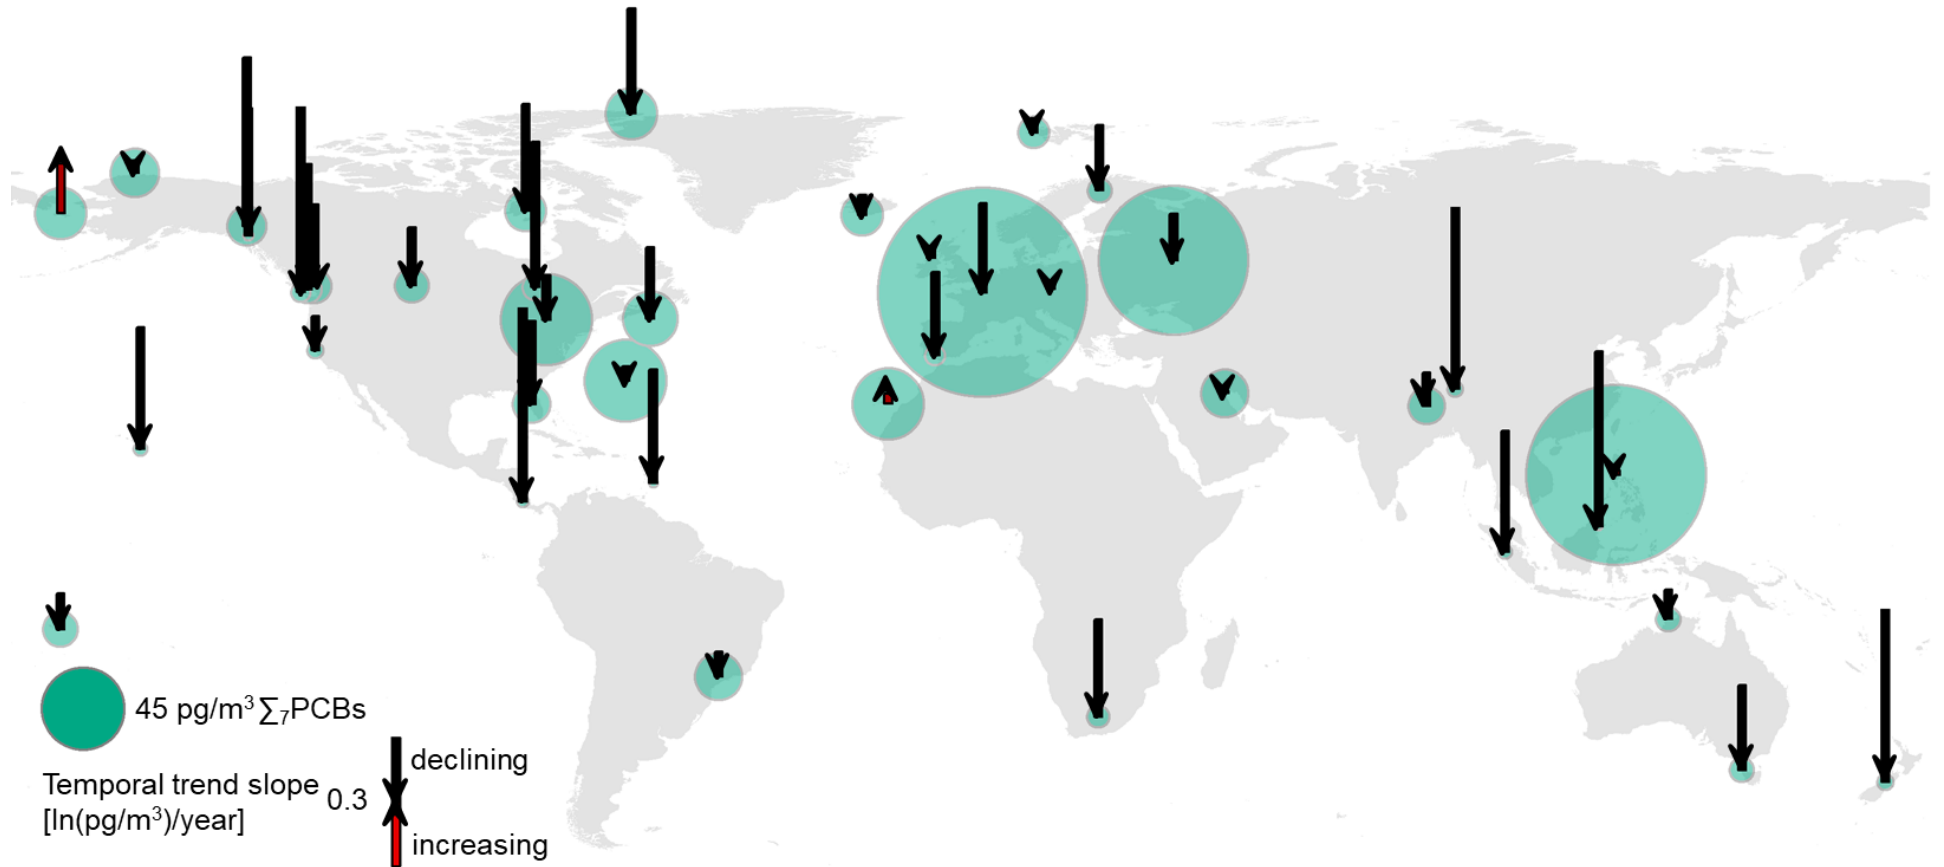 45 pg/m³ ∑₇PCBs
declining
Temporal trend slope 0.3
[ln(pg/m³)/year]
increasing